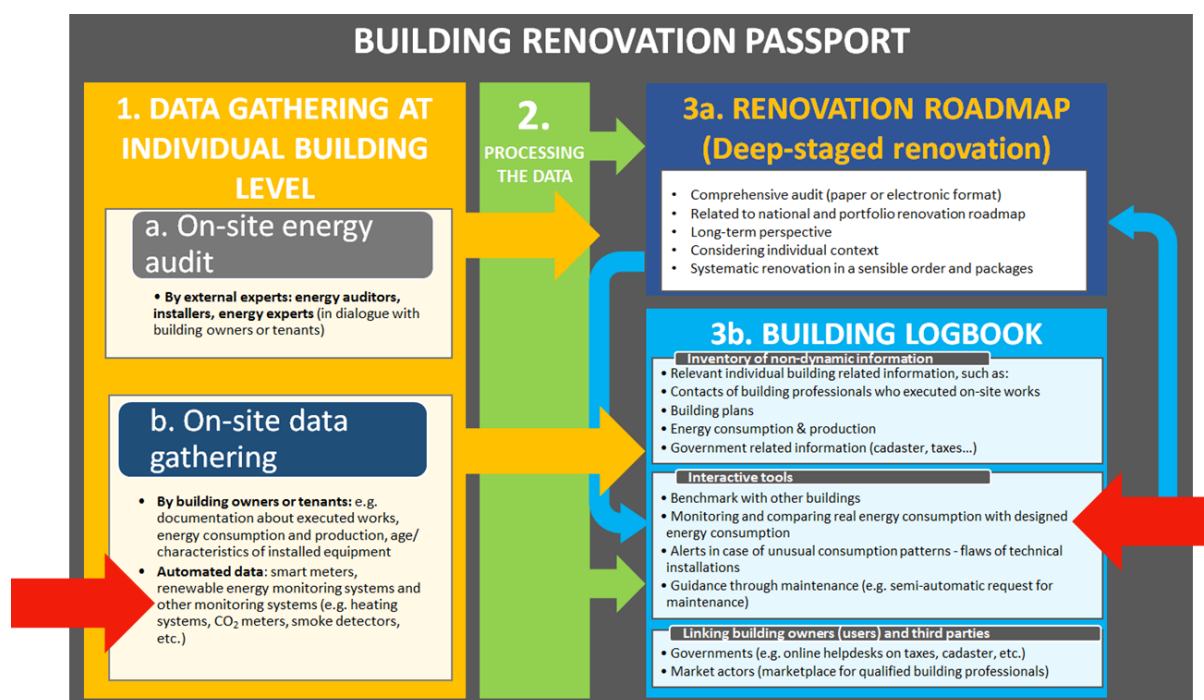 BUILDING RENOVATION PASSPORT
1. DATA GATHERING AT
INDIVIDUAL BUILDING
LEVEL
a. On-site energy
audit
• By external experts: energy auditors,
installers, energy experts (in dialogue with
building owners or tenants)
b. On-site data
gathering
• By building owners or tenants: e.g.
documentation about executed works,
energy consumption and production, age/
characteristics of installed equipment
• Automated data: smart meters,
renewable energy monitoring systems and
other monitoring systems (e.g. heating
systems, CO₂ meters, smoke detectors,
etc.)
2.
PROCESSING
THE DATA
3a. RENOVATION ROADMAP
(Deep-staged renovation)
• Comprehensive audit (paper or electronic format)
• Related to national and portfolio renovation roadmap
• Long-term perspective
• Considering individual context
• Systematic renovation in a sensible order and packages
3b. BUILDING LOGBOOK
Inventory of non-dynamic information
• Relevant individual building related information, such as:
• Contacts of building professionals who executed on-site works
• Building plans
• Energy consumption & production
• Government related information (cadaster, taxes...)
Interactive tools
• Benchmark with other buildings
• Monitoring and comparing real energy consumption with designed
energy consumption
• Alerts in case of unusual consumption patterns - flaws of technical
installations
• Guidance through maintenance (e.g. semi-automatic request for
maintenance)
Linking building owners (users) and third parties
• Governments (e.g. online helpdesks on taxes, cadaster, etc.)
• Market actors (marketplace for qualified building professionals)